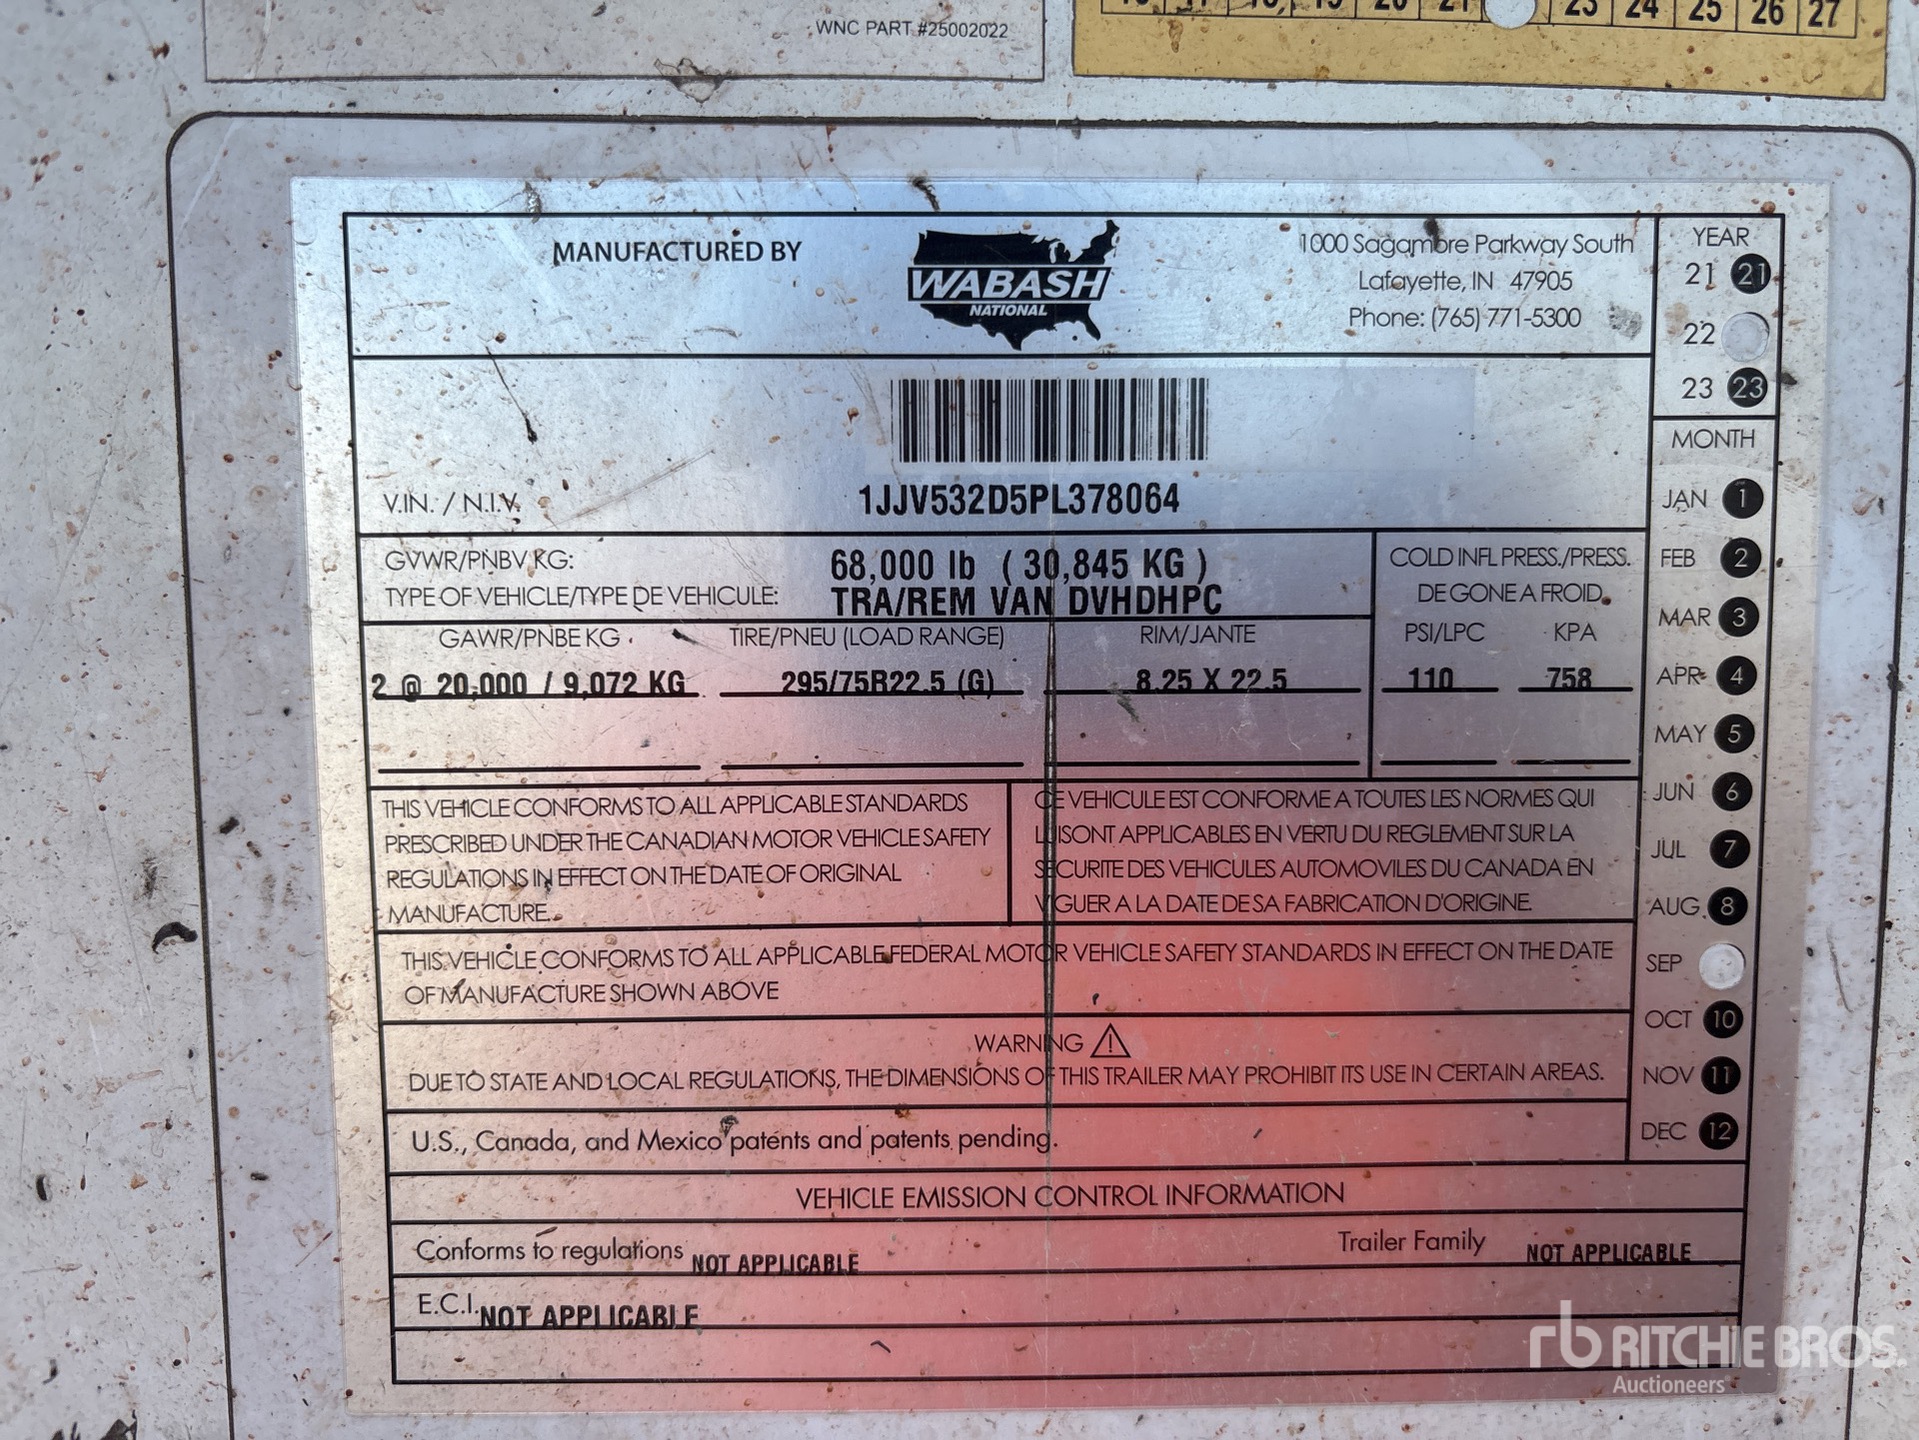 WNC PART #25002022
18 19 20 21 23 24 25 26 27
MANUFACTURED BY
WABASH
NATIONAL
1000 Sagamore Parkway South
Lafayette, IN 47905
Phone: (765) 771-5300
YEAR
21 21
22
23 23
MONTH
V.IN. / N.I.V.
1JJV532D5PL378064
JAN 1
GVWR/PNBV KG: 68,000 lb ( 30,845 KG )
TYPE OF VEHICLE/TYPE DE VEHICULE: TRA/REM VAN DVHDHPC
COLD INFL PRESS./PRESS.
DE GONE A FROID.
FEB 2
MAR 3
GAWR/PNBE KG TIRE/PNEU (LOAD RANGE) RIM/JANTE PSI/LPC KPA
2 @ 20,000 / 9,072 KG 295/75R22.5 (G) 8.25 X 22.5 110 758
APR 4
MAY 5
JUN 6
JUL 7
AUG 8
SEP
OCT 10
NOV 11
DEC 12
THIS VEHICLE CONFORMS TO ALL APPLICABLE STANDARDS
PRESCRIBED UNDER THE CANADIAN MOTOR VEHICLE SAFETY
REGULATIONS IN EFFECT ON THE DATE OF ORIGINAL
MANUFACTURE.
CE VEHICULE EST CONFORME A TOUTES LES NORMES QUI
LUI SONT APPLICABLES EN VERTU DU REGLEMENT SUR LA
SECURITE DES VEHICULES AUTOMOVILES DU CANADA EN
VIGUER A LA DATE DE SA FABRICATION D'ORIGINE.
THIS VEHICLE CONFORMS TO ALL APPLICABLE FEDERAL MOTOR VEHICLE SAFETY STANDARDS IN EFFECT ON THE DATE
OF MANUFACTURE SHOWN ABOVE
WARNING
DUE TO STATE AND LOCAL REGULATIONS, THE DIMENSIONS OF THIS TRAILER MAY PROHIBIT ITS USE IN CERTAIN AREAS.
U.S., Canada, and Mexico patents and patents pending.
VEHICLE EMISSION CONTROL INFORMATION
Conforms to regulations NOT APPLICABLE Trailer Family NOT APPLICABLE
E.C.I. NOT APPLICABLE
rb RITCHIE BROS.
Auctioneers